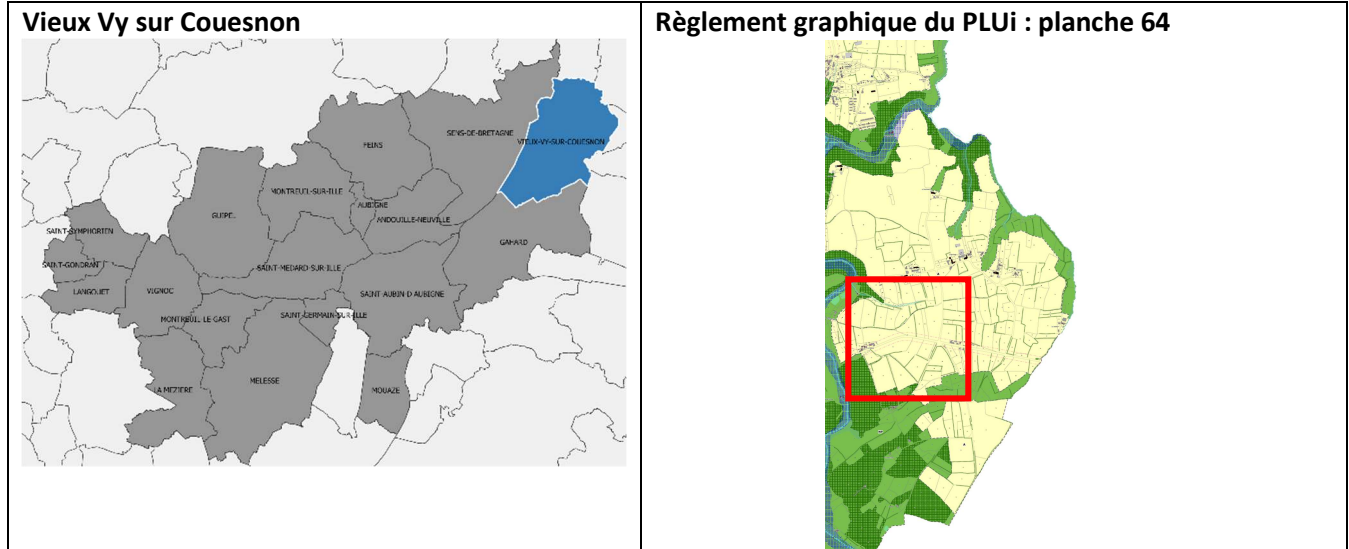 Vieux Vy sur Couesnon
Règlement graphique du PLUi : planche 64
SENS-DE-BRETAGNE
VIEUX-VY-SUR-COUESNON
FEINS
MONTREUIL-SUR-ILLE
AUBIGNE
GUIPEL
ANDOUILLE-NEUVILLE
SAINT-SYMPHORIEN
GAHARD
SAINT-GONDRAN
SAINT-MEDARD-SUR-ILLE
LANGOUET
VIGNOC
SAINT-AUBIN D AUBIGNE
MONTREUIL-LE-GAST
SAINT-GERMAIN-SUR-ILLE
MELESSE
LA MEZIERE
MOUAZE